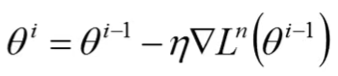 θ^i = θ^{i-1} − η∇L^n(θ^{i-1})